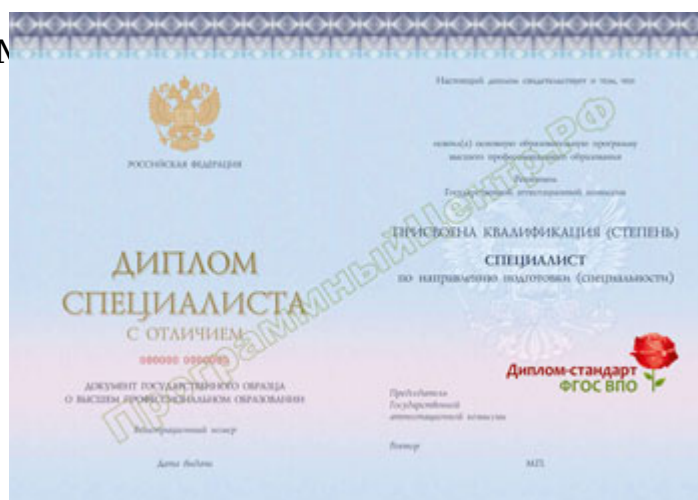 РОССИЙСКАЯ ФЕДЕРАЦИЯ
ДИПЛОМ
СПЕЦИАЛИСТА
С ОТЛИЧИЕМ
000000 0000000
ДОКУМЕНТ ГОСУДАРСТВЕННОГО ОБРАЗЦА
О ВЫСШЕМ ПРОФЕССИОНАЛЬНОМ ОБРАЗОВАНИИ
Регистрационный номер
Дата выдачи
Настоящий диплом свидетельствует о том, что
освоил(а) основную образовательную программу
высшего профессионального образования
Решением
Государственной аттестационной комиссии
ПРИСВОЕНА КВАЛИФИКАЦИЯ (СТЕПЕНЬ)
СПЕЦИАЛИСТ
по направлению подготовки (специальности)
Диплом-стандарт
ФГОС ВПО
Председатель
Государственной
аттестационной комиссии
Ректор
М.П.
ПрограммныйЦентр.РФ